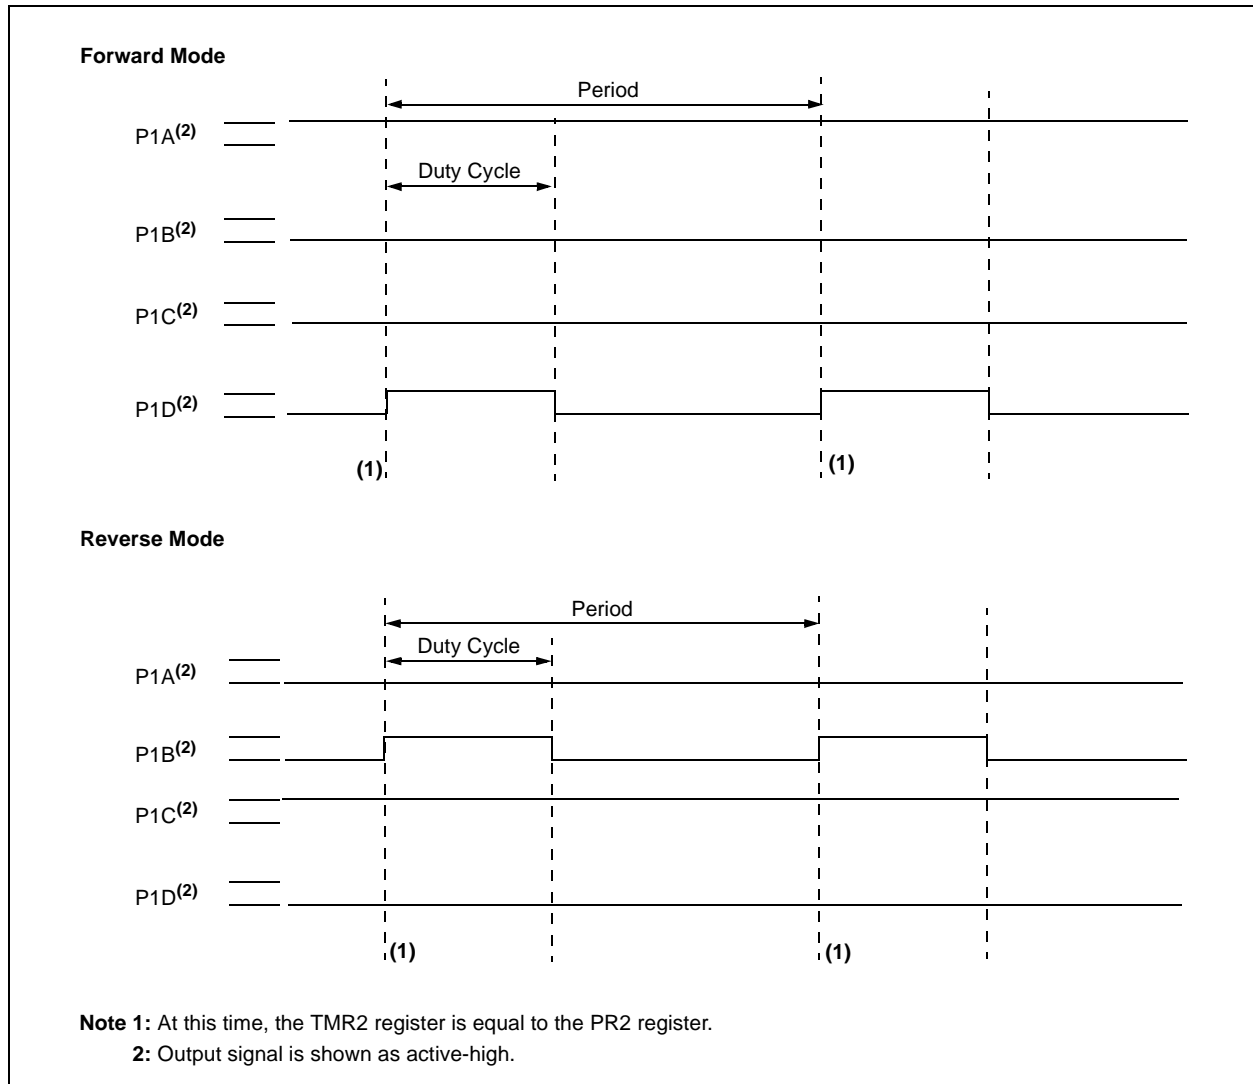 Forward Mode
Period
P1A(2)
Duty Cycle
P1B(2)
P1C(2)
P1D(2)
(1)
(1)
Reverse Mode
Period
Duty Cycle
P1A(2)
P1B(2)
P1C(2)
P1D(2)
(1)
(1)
Note 1: At this time, the TMR2 register is equal to the PR2 register.
2: Output signal is shown as active-high.